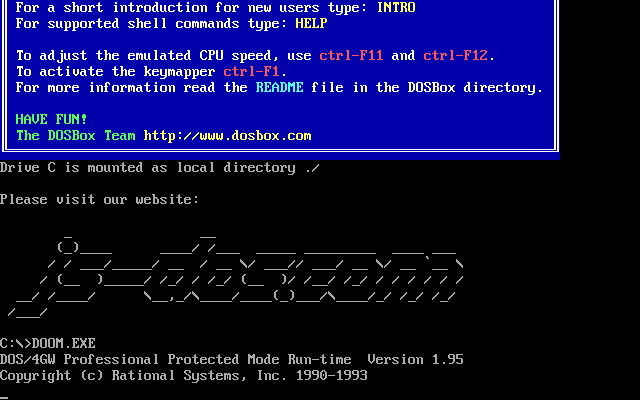 For a short introduction for new users type: INTRO
For supported shell commands type: HELP
To adjust the emulated CPU speed, use ctrl-F11 and ctrl-F12.
To activate the keymapper ctrl-F1.
For more information read the README file in the DOSBox directory.
HAVE FUN!
The DOSBox Team http://www.dosbox.com
Drive C is mounted as local directory ./
Please visit our website:
js-dos.com
C:\>DOOM.EXE
DOS/4GW Professional Protected Mode Run-time  Version 1.95
Copyright (c) Rational Systems, Inc. 1990-1993